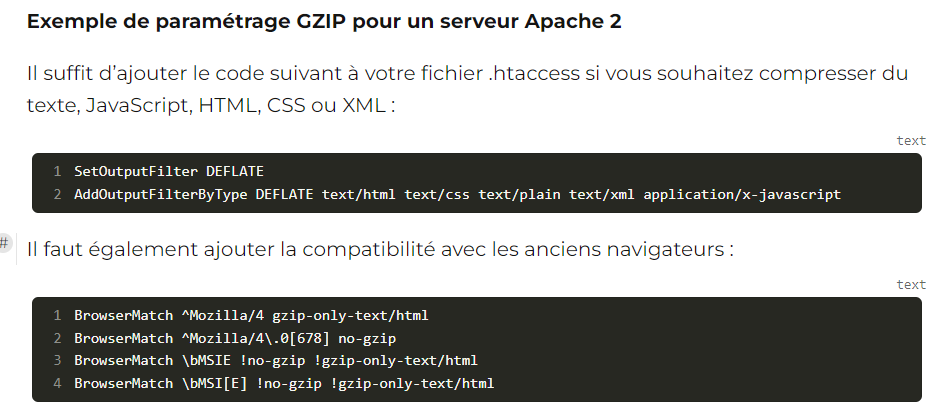 Exemple de paramétrage GZIP pour un serveur Apache 2
Il suffit d’ajouter le code suivant à votre fichier .htaccess si vous souhaitez compresser du
texte, JavaScript, HTML, CSS ou XML :
text
1 SetOutputFilter DEFLATE
2 AddOutputFilterByType DEFLATE text/html text/css text/plain text/xml application/x-javascript
# Il faut également ajouter la compatibilité avec les anciens navigateurs :
text
1 BrowserMatch ^Mozilla/4 gzip-only-text/html
2 BrowserMatch ^Mozilla/4\.0[678] no-gzip
3 BrowserMatch \bMSIE !no-gzip !gzip-only-text/html
4 BrowserMatch \bMSI[E] !no-gzip !gzip-only-text/html